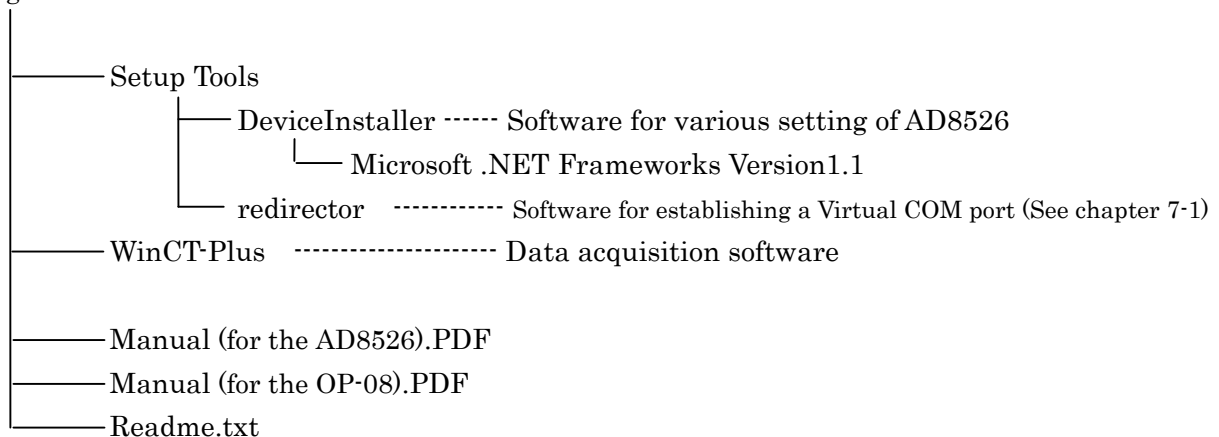 Setup Tools
DeviceInstaller ------ Software for various setting of AD8526
Microsoft .NET Frameworks Version1.1
redirector ------------ Software for establishing a Virtual COM port (See chapter 7-1)
WinCT-Plus -------------------- Data acquisition software
Manual (for the AD8526).PDF
Manual (for the OP-08).PDF
Readme.txt